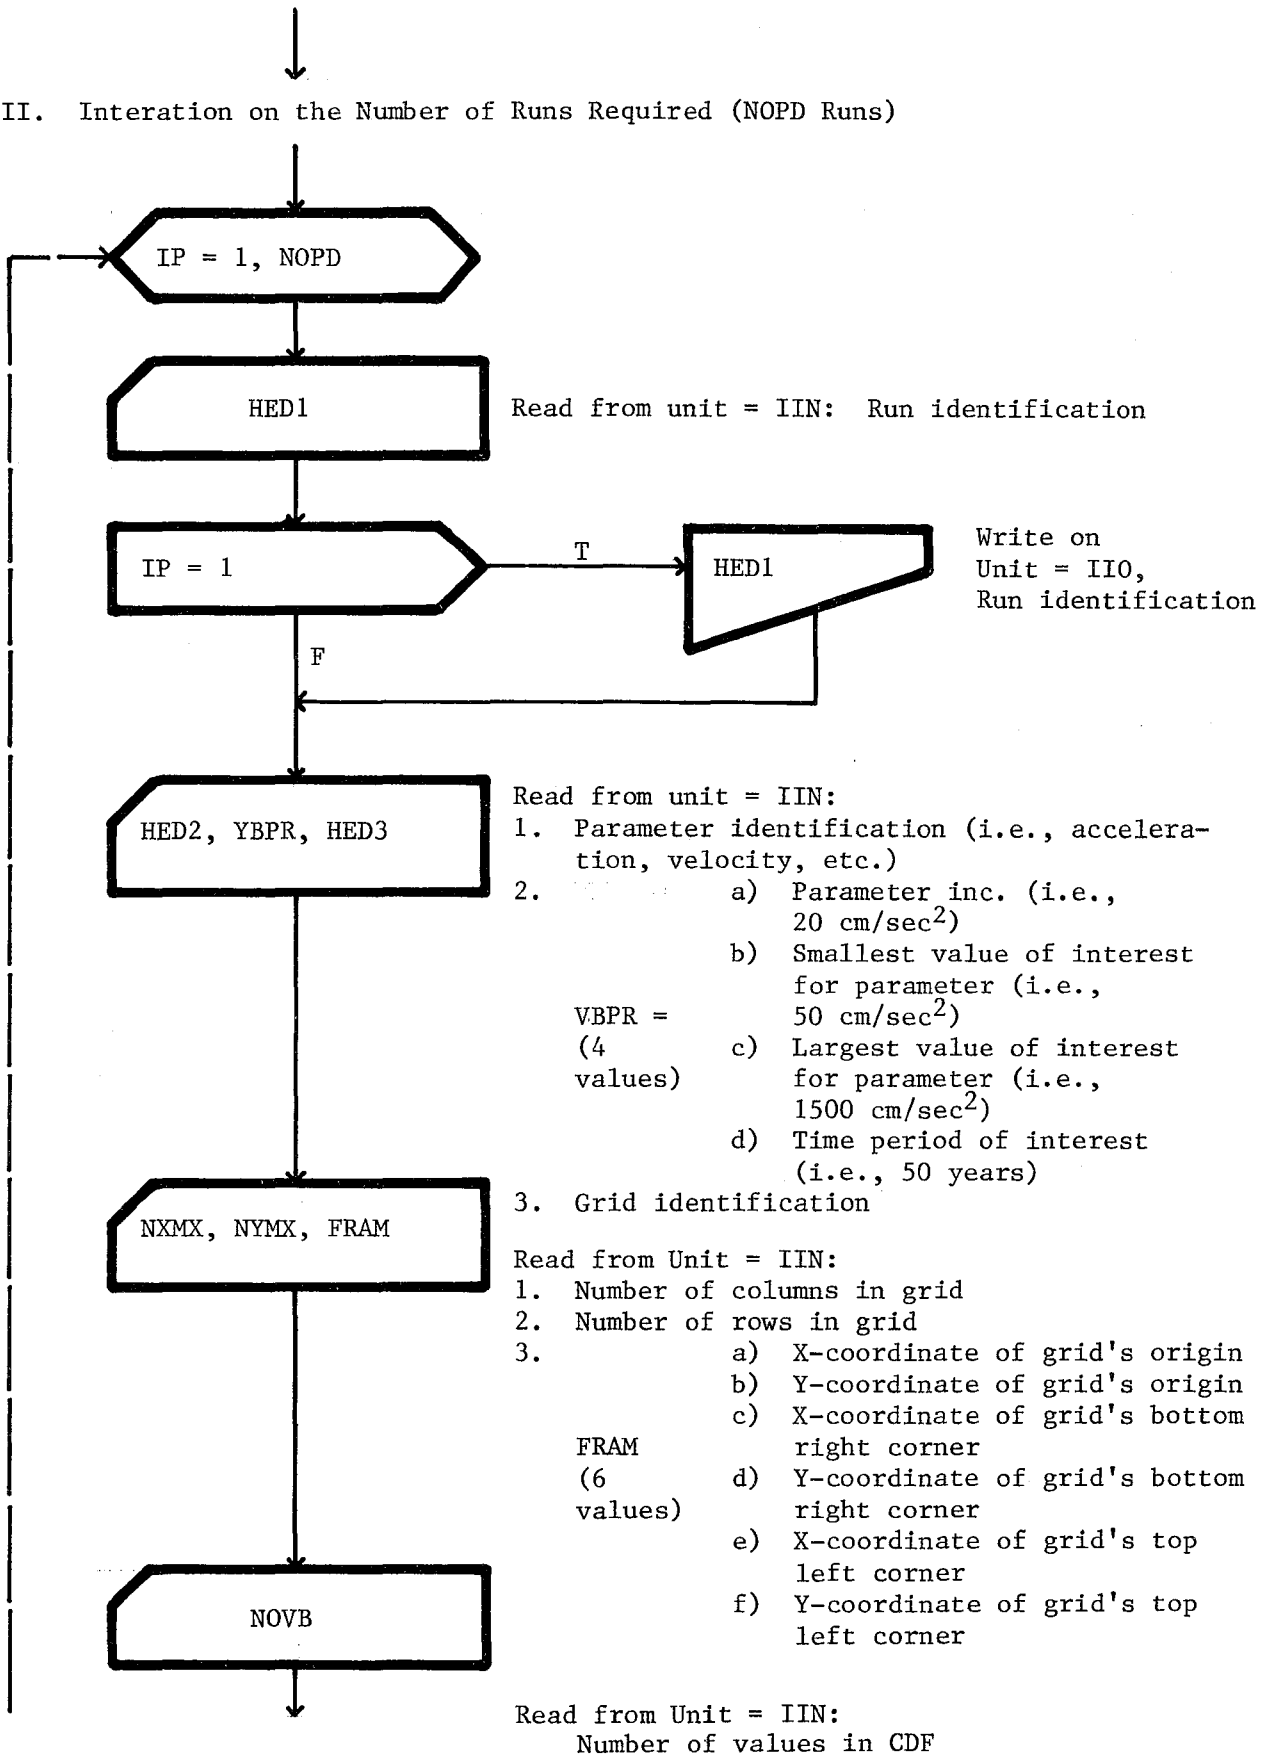 II. Interation on the Number of Runs Required (NOPD Runs)
IP = 1, NOPD
HED1
Read from unit = IIN: Run identification
IP = 1
T
HED1
Write on
Unit = IIO,
Run identification
F
HED2, YBPR, HED3
Read from unit = IIN:
1. Parameter identification (i.e., accelera-
tion, velocity, etc.)
2. a) Parameter inc. (i.e.,
20 cm/sec2)
b) Smallest value of interest
for parameter (i.e.,
VBPR = 50 cm/sec2)
(4 c) Largest value of interest
values) for parameter (i.e.,
1500 cm/sec2)
d) Time period of interest
(i.e., 50 years)
3. Grid identification
NXMX, NYMX, FRAM
Read from Unit = IIN:
1. Number of columns in grid
2. Number of rows in grid
3. a) X-coordinate of grid's origin
b) Y-coordinate of grid's origin
c) X-coordinate of grid's bottom
FRAM right corner
(6 d) Y-coordinate of grid's bottom
values) right corner
e) X-coordinate of grid's top
left corner
f) Y-coordinate of grid's top
left corner
NOVB
Read from Unit = IIN:
Number of values in CDF